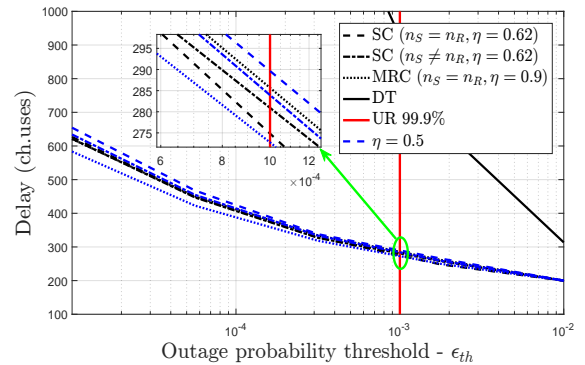 1000
900
800
700
600
500
400
300
200
100
Delay (ch.uses)
295
290
285
280
275
6
8
10
12
×10⁻⁴
SC (n_S = n_R, η = 0.62)
SC (n_S ≠ n_R, η = 0.62)
MRC (n_S = n_R, η = 0.9)
DT
UR 99.9%
η = 0.5
10⁻⁴
10⁻³
10⁻²
Outage probability threshold - ϵ_th